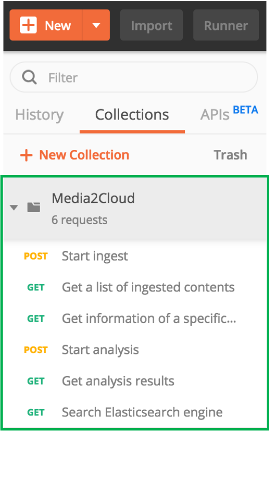 New Import Runner
Filter
History Collections APIs BETA
+ New Collection Trash
Media2Cloud
6 requests
POST Start ingest
GET Get a list of ingested contents
GET Get information of a specific...
POST Start analysis
GET Get analysis results
GET Search Elasticsearch engine